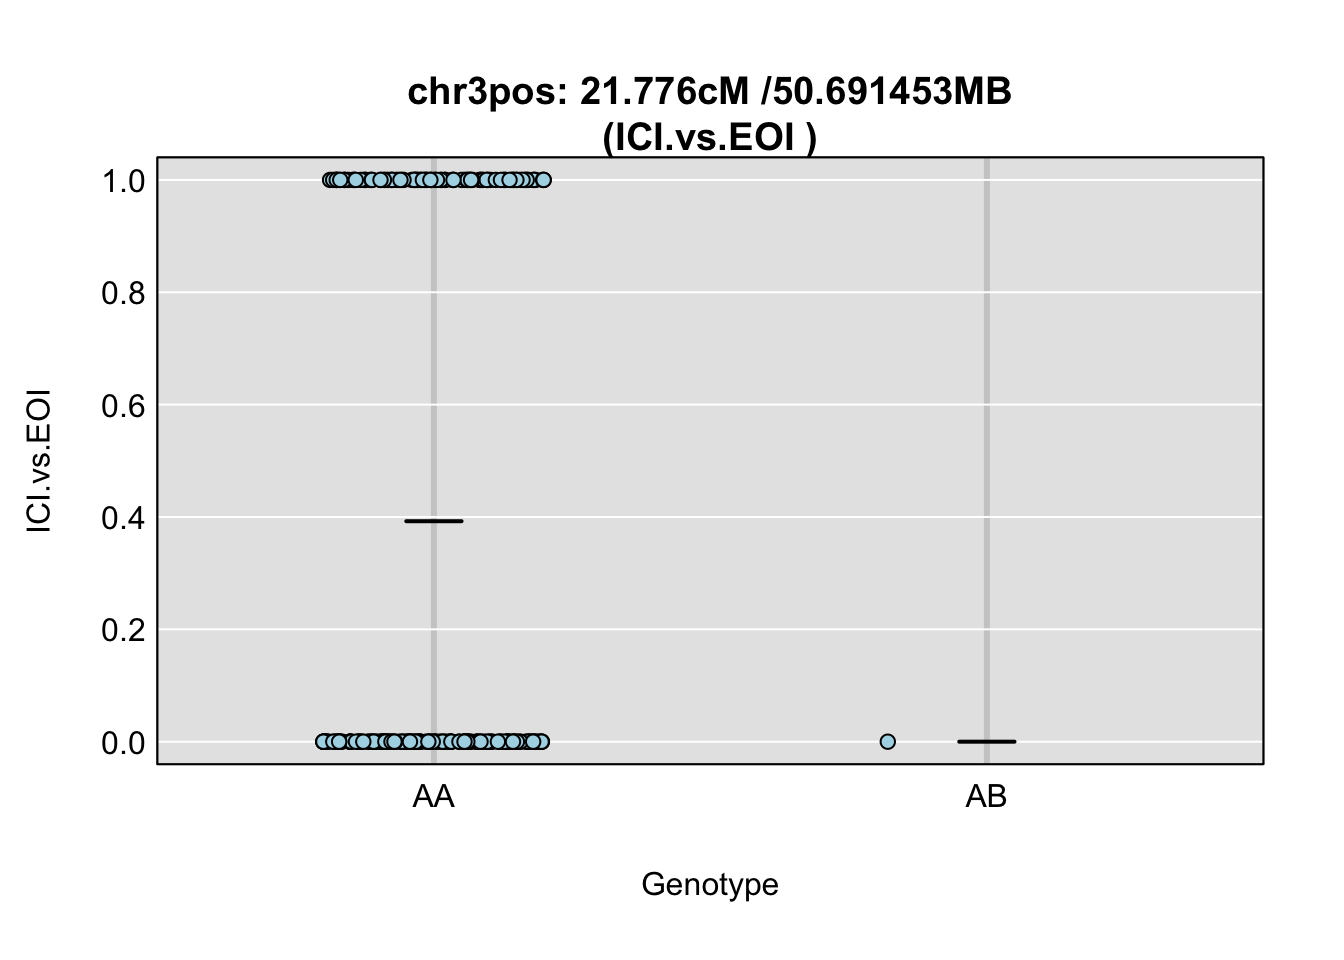 chr3pos: 21.776cM /50.691453MB
(ICI.vs.EOI )
ICI.vs.EOI
1.0
0.8
0.6
0.4
0.2
0.0
AA AB
Genotype